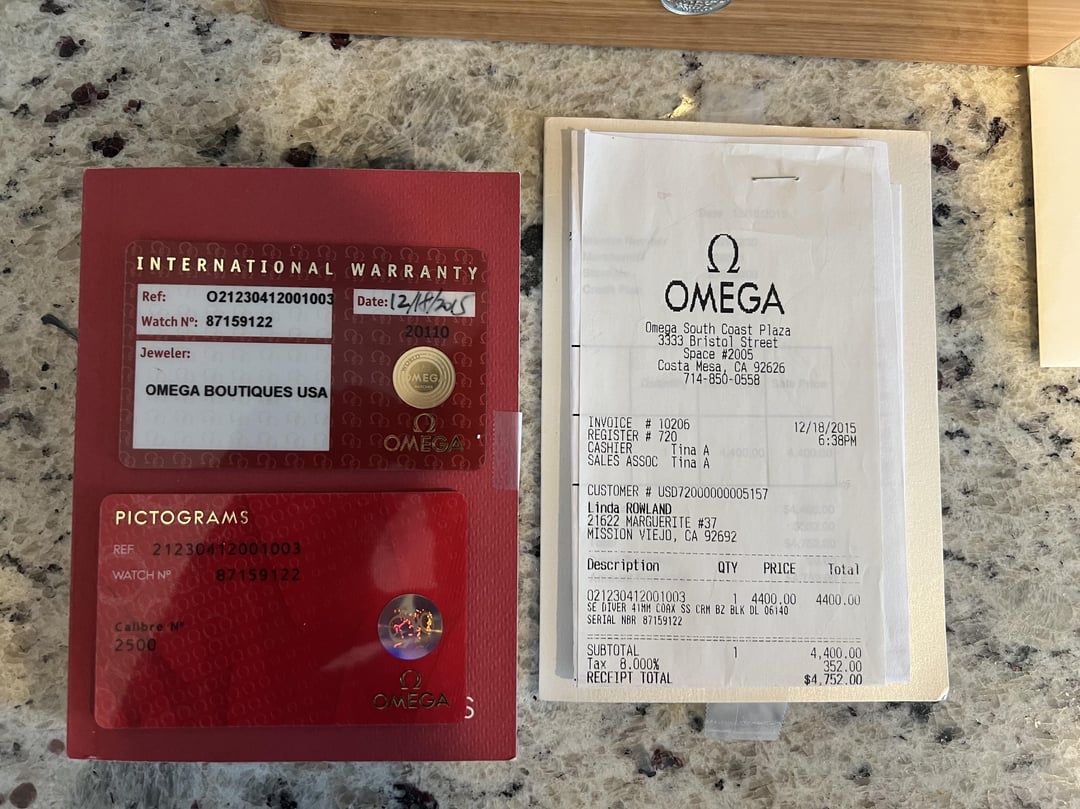 INTERNATIONAL WARRANTY
Ref: O21230412001003
Watch Nº: 87159122
Date: 12/18/2015
20110
Jeweler:
OMEGA BOUTIQUES USA
OMEGA
Ω
OMEGA
PICTOGRAMS
REF 21230412001003
WATCH Nº 87159122
Calibre Nº
2500
Ω
OMEGA
S
Ω
OMEGA
Omega South Coast Plaza
3333 Bristol Street
Space #2005
Costa Mesa, CA 92626
714-850-0558
INVOICE # 10206 12/18/2015
REGISTER # 720 6:38PM
CASHIER Tina A
SALES ASSOC Tina A
CUSTOMER # USD72000000005157
Linda ROWLAND
21622 MARGUERITE #37
MISSION VIEJO, CA 92692
Description QTY PRICE Total
O21230412001003 1 4400.00 4400.00
SE DIVER 41MM COAX SS CRM BZ BLK DL 06140
SERIAL NBR 87159122
SUBTOTAL 1 4,400.00
Tax 8.000% 352.00
RECEIPT TOTAL $4,752.00